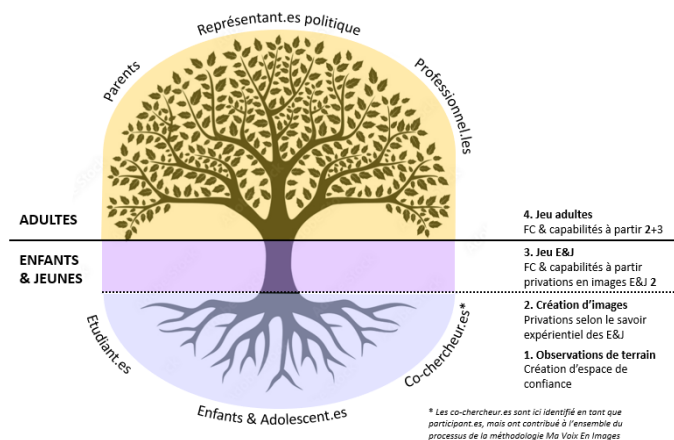 Représentant.es politique
Parents
Professionnel.les
ADULTES
4. Jeu adultes
FC & capabilités à partir 2+3
ENFANTS
& JEUNES
3. Jeu E&J
FC & capabilités à partir
privations en images E&J 2
2. Création d'images
Privations selon le savoir
expérientiel des E&J
1. Observations de terrain
Création d'espace de
confiance
Etudiant.es
Enfants & Adolescent.es
Co-chercheur.es*
* Les co-chercheur.es sont ici identifié en tant que
participant.es, mais ont contribué à l'ensemble du
processus de la méthodologie Ma Voix En Images